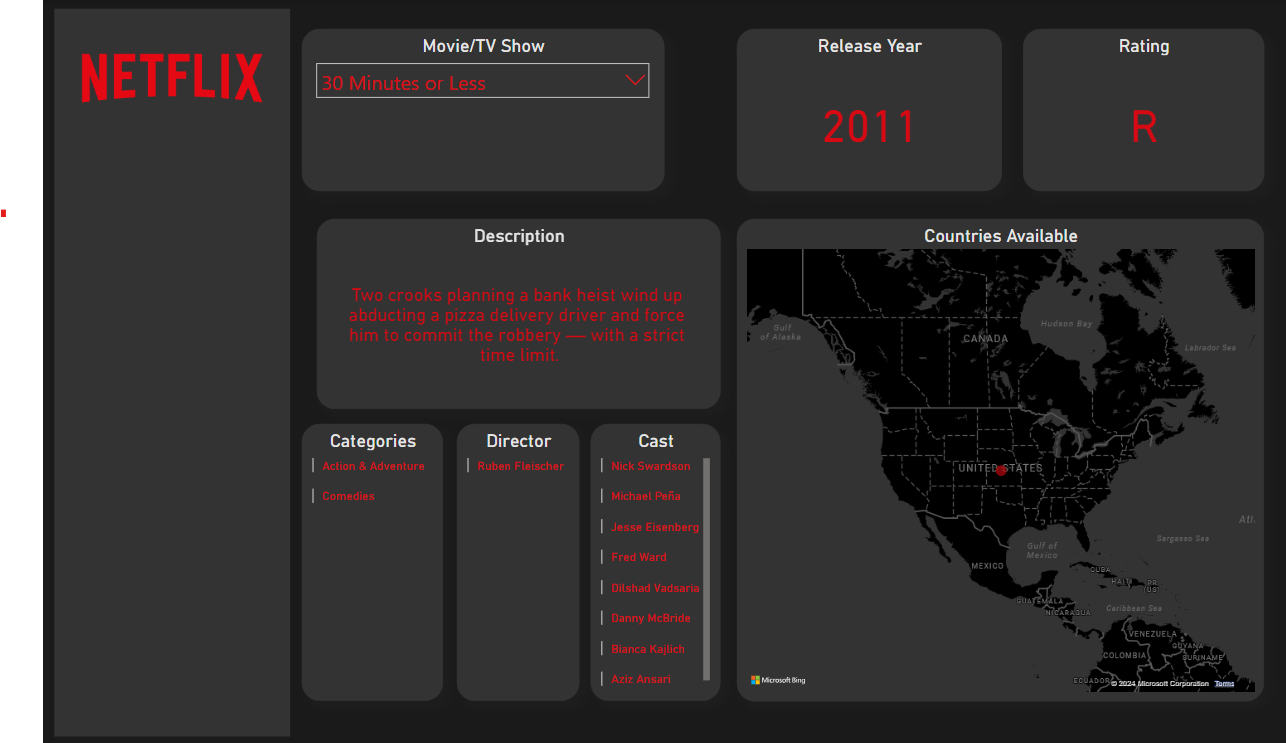 NETFLIX
Movie/TV Show
30 Minutes or Less
Release Year
2011
Rating
R
Description
Two crooks planning a bank heist wind up
abducting a pizza delivery driver and force
him to commit the robbery — with a strict
time limit.
Categories
Action & Adventure
Comedies
Director
Ruben Fleischer
Cast
Nick Swardson
Michael Peña
Jesse Eisenberg
Fred Ward
Dilshad Vadsaria
Danny McBride
Bianca Kajlich
Aziz Ansari
Countries Available
Gulf
of Alaska
Hudson Bay
CANADA
Labrador Sea
UNITED STATES
Atl.
Sargasso Sea
Gulf of
Mexico
MEXICO
CUBA
HAITI
PR
(US)
GUATEMALA
Caribbean Sea
NICARAGUA
VENEZUELA
GUYANA
COLOMBIA
SURINAME
ECUADOR
Microsoft Bing
© 2024 Microsoft Corporation Terms